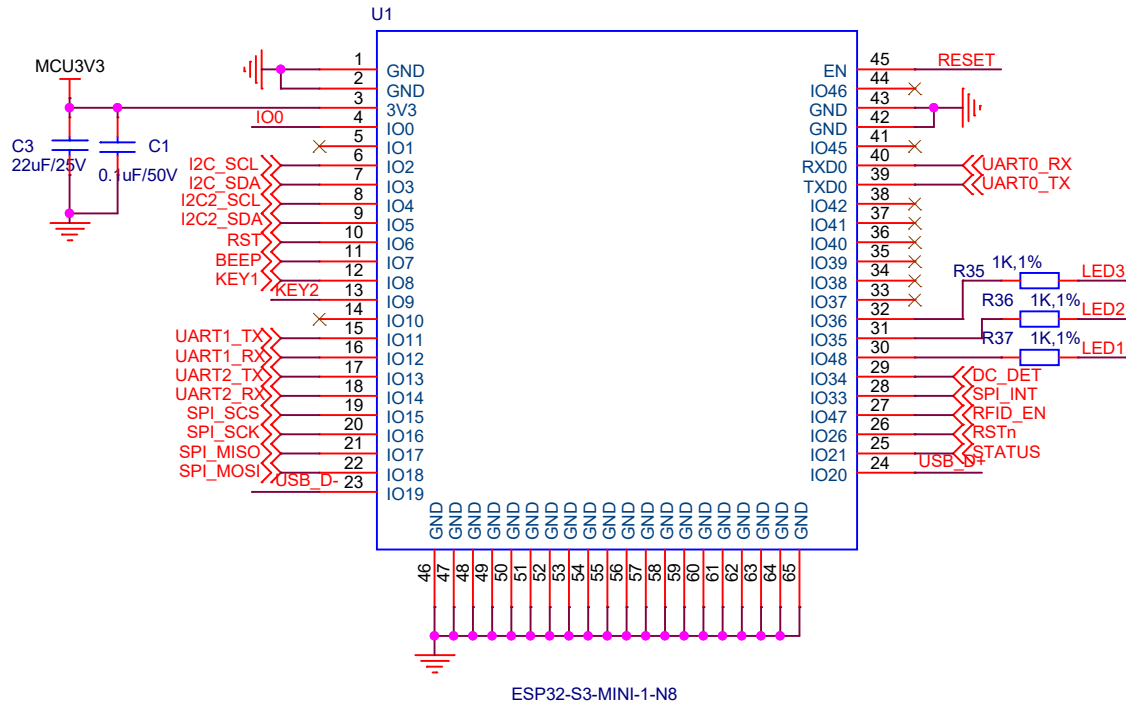 U1
MCU3V3
C3
22uF/25V
C1
0.1uF/50V
1 GND
2 GND
3 3V3
IO0 4 IO0
5 IO1
I2C_SCL 6 IO2
I2C_SDA 7 IO3
I2C2_SCL 8 IO4
I2C2_SDA 9 IO5
RST 10 IO6
BEEP 11 IO7
KEY1 12 IO8
KEY2 13 IO9
14 IO10
UART1_TX 15 IO11
UART1_RX 16 IO12
UART2_TX 17 IO13
UART2_RX 18 IO14
SPI_SCS 19 IO15
SPI_SCK 20 IO16
SPI_MISO 21 IO17
SPI_MOSI 22 IO18
USB_D- 23 IO19
EN 45 RESET
IO46 44
GND 43
GND 42
IO45 41
RXD0 40 UART0_RX
TXD0 39 UART0_TX
IO42 38
IO41 37
IO40 36
IO39 35
IO38 34
IO37 33
IO36 32 R35 1K,1% LED3
IO35 31 R36 1K,1% LED2
IO48 30 R37 1K,1% LED1
IO34 29 DC_DET
IO33 28 SPI_INT
IO47 27 RFID_EN
IO26 26 RSTn
IO21 25 STATUS
IO20 24 USB_D+
GND GND GND GND GND GND GND GND GND GND GND GND GND GND GND GND GND GND GND GND
46 47 48 49 50 51 52 53 54 55 56 57 58 59 60 61 62 63 64 65
ESP32-S3-MINI-1-N8